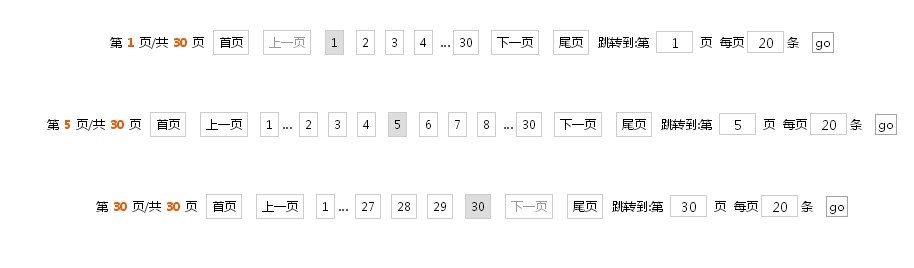 第 1 页/共 30 页 首页 上一页 1 2 3 4 ... 30 下一页 尾页 跳转到:第 1 页 每页 20 条 go
第 5 页/共 30 页 首页 上一页 1 ... 2 3 4 5 6 7 8 ... 30 下一页 尾页 跳转到:第 5 页 每页 20 条 go
第 30 页/共 30 页 首页 上一页 1 ... 27 28 29 30 下一页 尾页 跳转到:第 30 页 每页 20 条 go